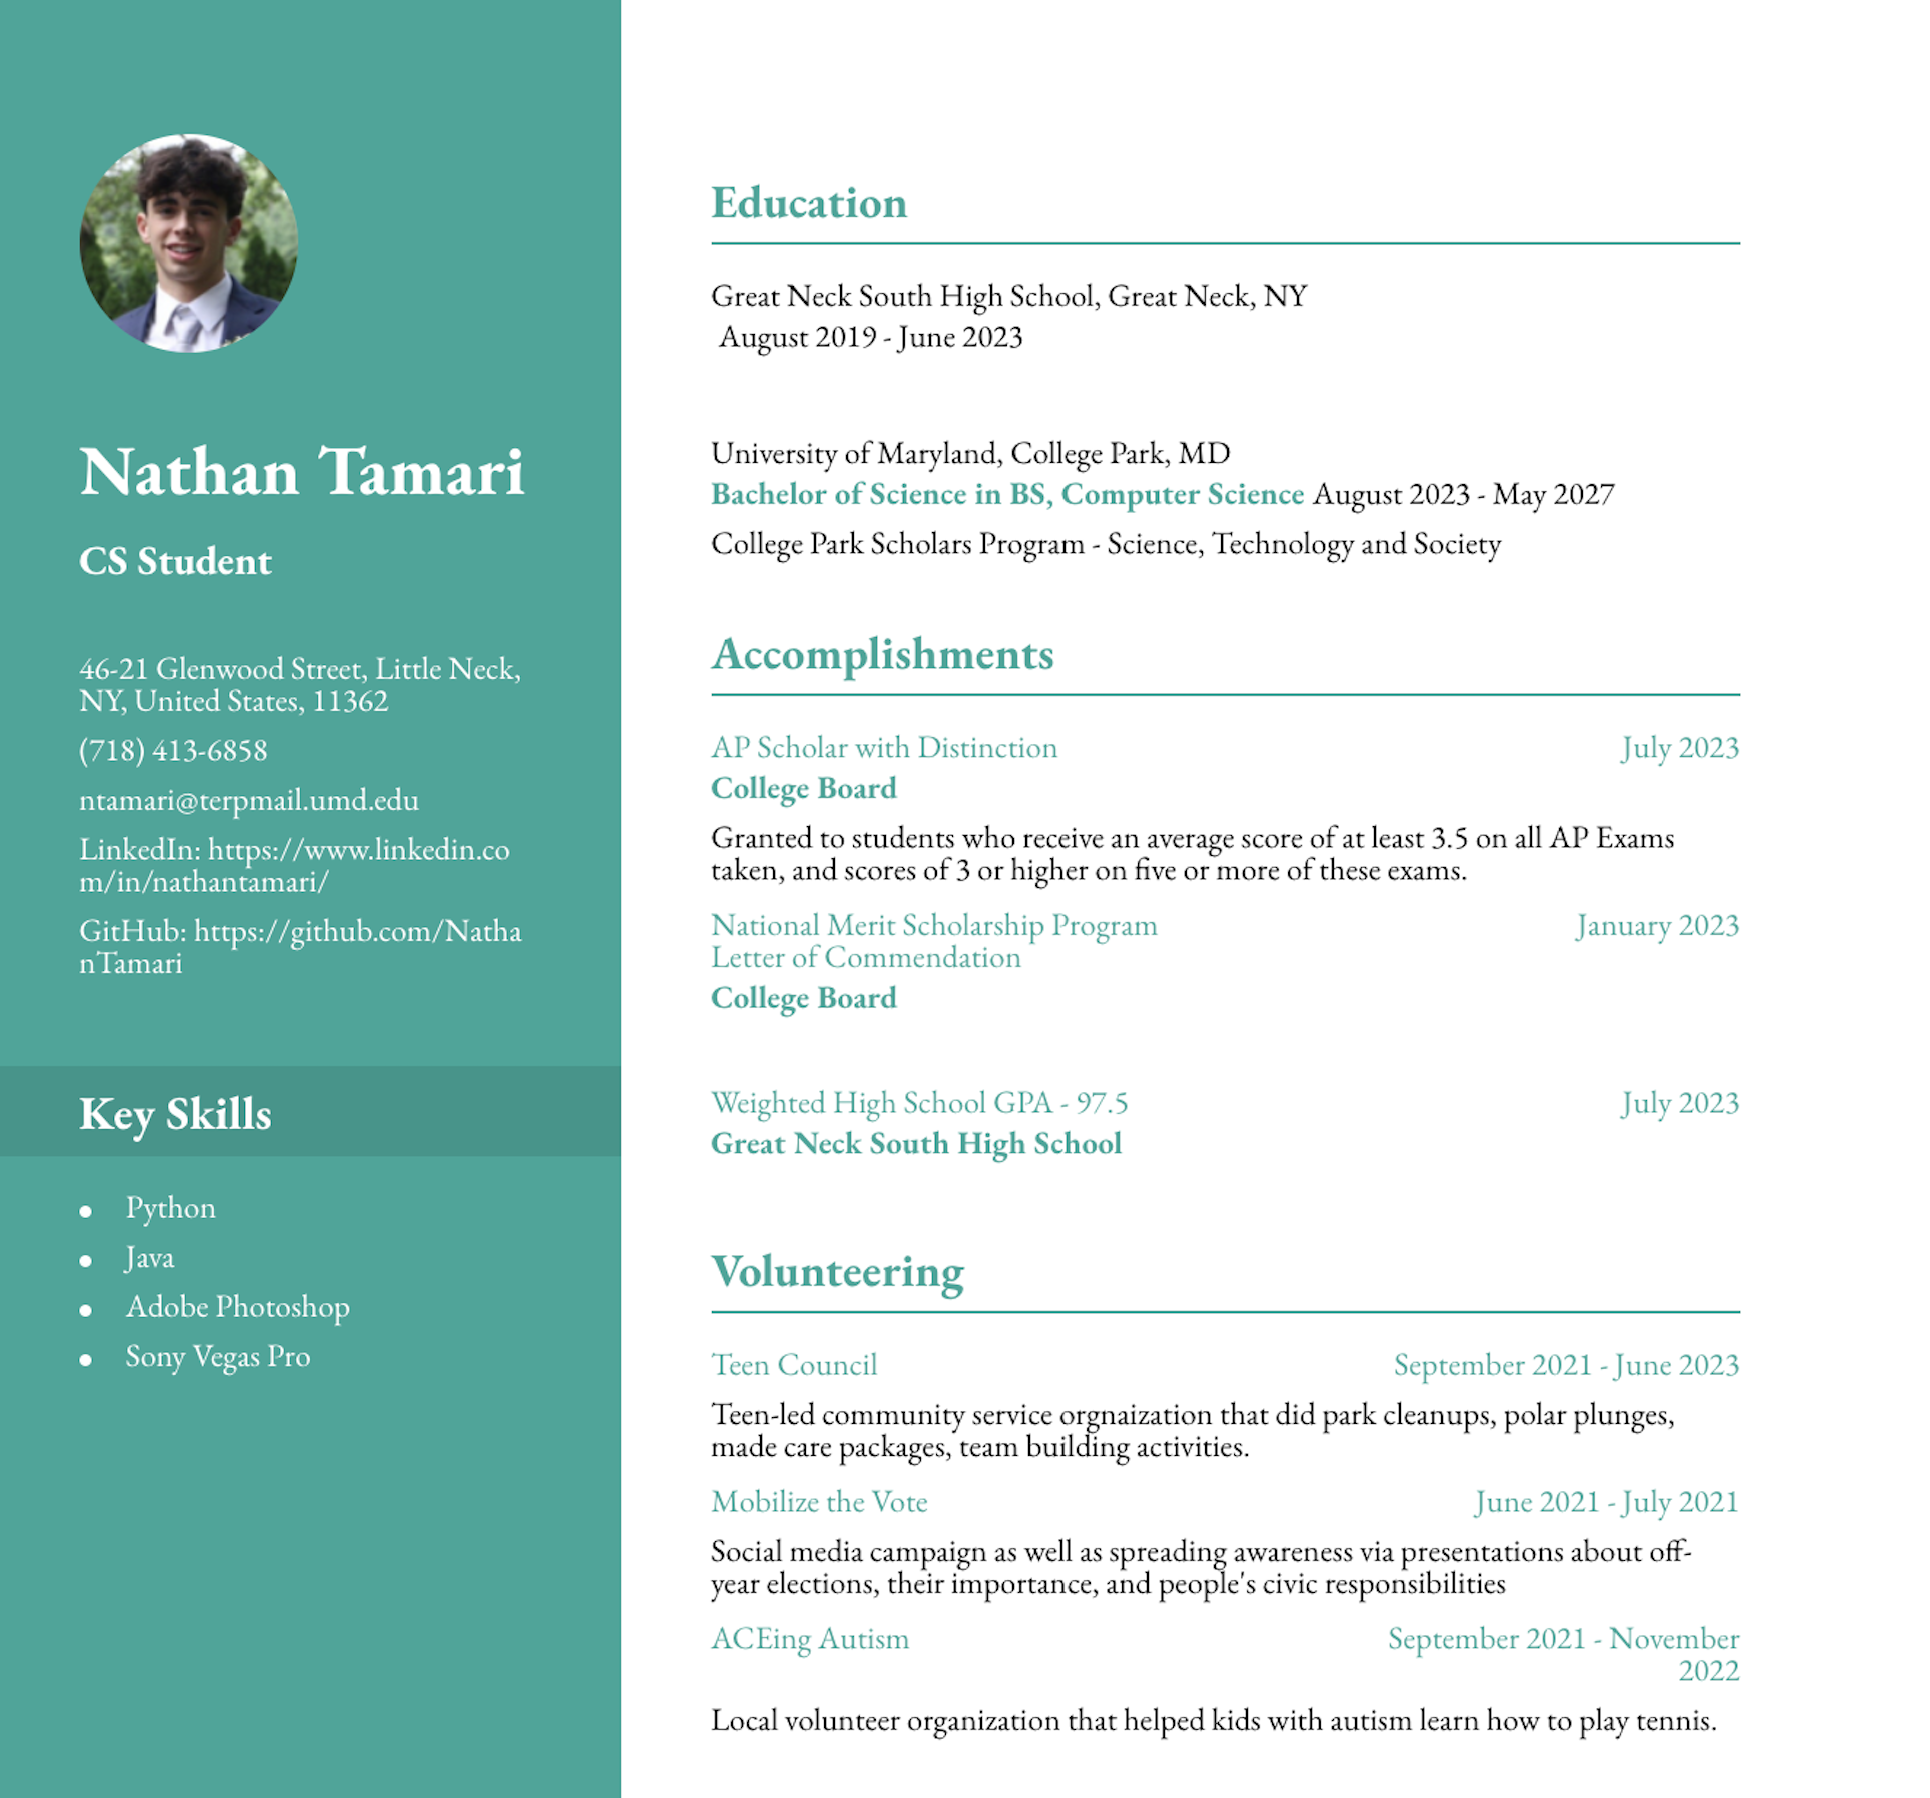 Nathan Tamari
CS Student
46-21 Glenwood Street, Little Neck,
NY, United States, 11362
(718) 413-6858
ntamari@terpmail.umd.edu
LinkedIn: https://www.linkedin.co
m/in/nathantamari/
GitHub: https://github.com/Natha
nTamari
Key Skills
• Python
• Java
• Adobe Photoshop
• Sony Vegas Pro
Education
Great Neck South High School, Great Neck, NY
August 2019 - June 2023
University of Maryland, College Park, MD
Bachelor of Science in BS, Computer Science August 2023 - May 2027
College Park Scholars Program - Science, Technology and Society
Accomplishments
AP Scholar with Distinction July 2023
College Board
Granted to students who receive an average score of at least 3.5 on all AP Exams
taken, and scores of 3 or higher on five or more of these exams.
National Merit Scholarship Program January 2023
Letter of Commendation
College Board
Weighted High School GPA - 97.5 July 2023
Great Neck South High School
Volunteering
Teen Council September 2021 - June 2023
Teen-led community service orgnaization that did park cleanups, polar plunges,
made care packages, team building activities.
Mobilize the Vote June 2021 - July 2021
Social media campaign as well as spreading awareness via presentations about off-
year elections, their importance, and people's civic responsibilities
ACEing Autism September 2021 - November
2022
Local volunteer organization that helped kids with autism learn how to play tennis.